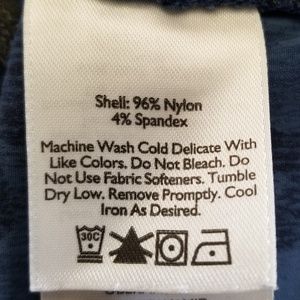 Shell: 96% Nylon
4% Spandex
Machine Wash Cold Delicate With
Like Colors. Do Not Bleach. Do
Not Use Fabric Softeners. Tumble
Dry Low. Remove Promptly. Cool
Iron As Desired.
30C